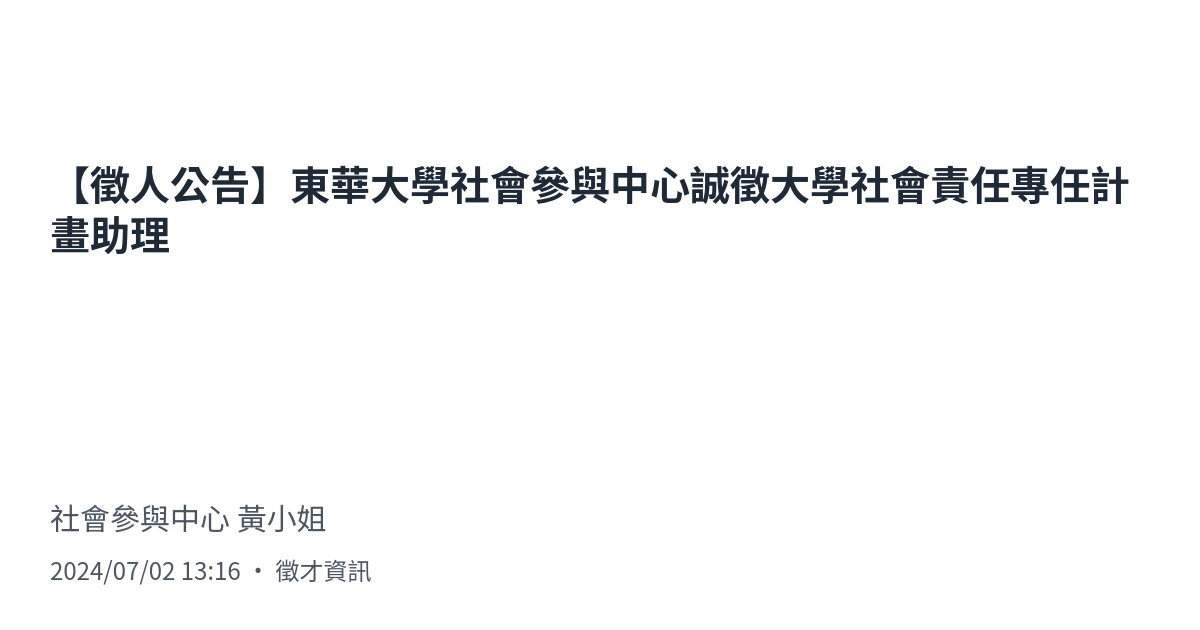 【徵人公告】東華大學社會參與中心誠徵大學社會責任專任計
畫助理
社會參與中心 黃小姐
2024/07/02 13:16 • 徵才資訊